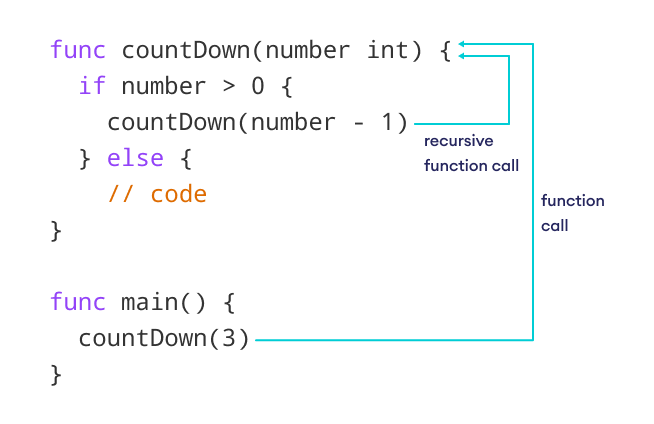 func countDown(number int) {
if number > 0 {
countDown(number - 1)
recursive
function call
} else {
// code
}
function
call
func main() {
countDown(3)
}